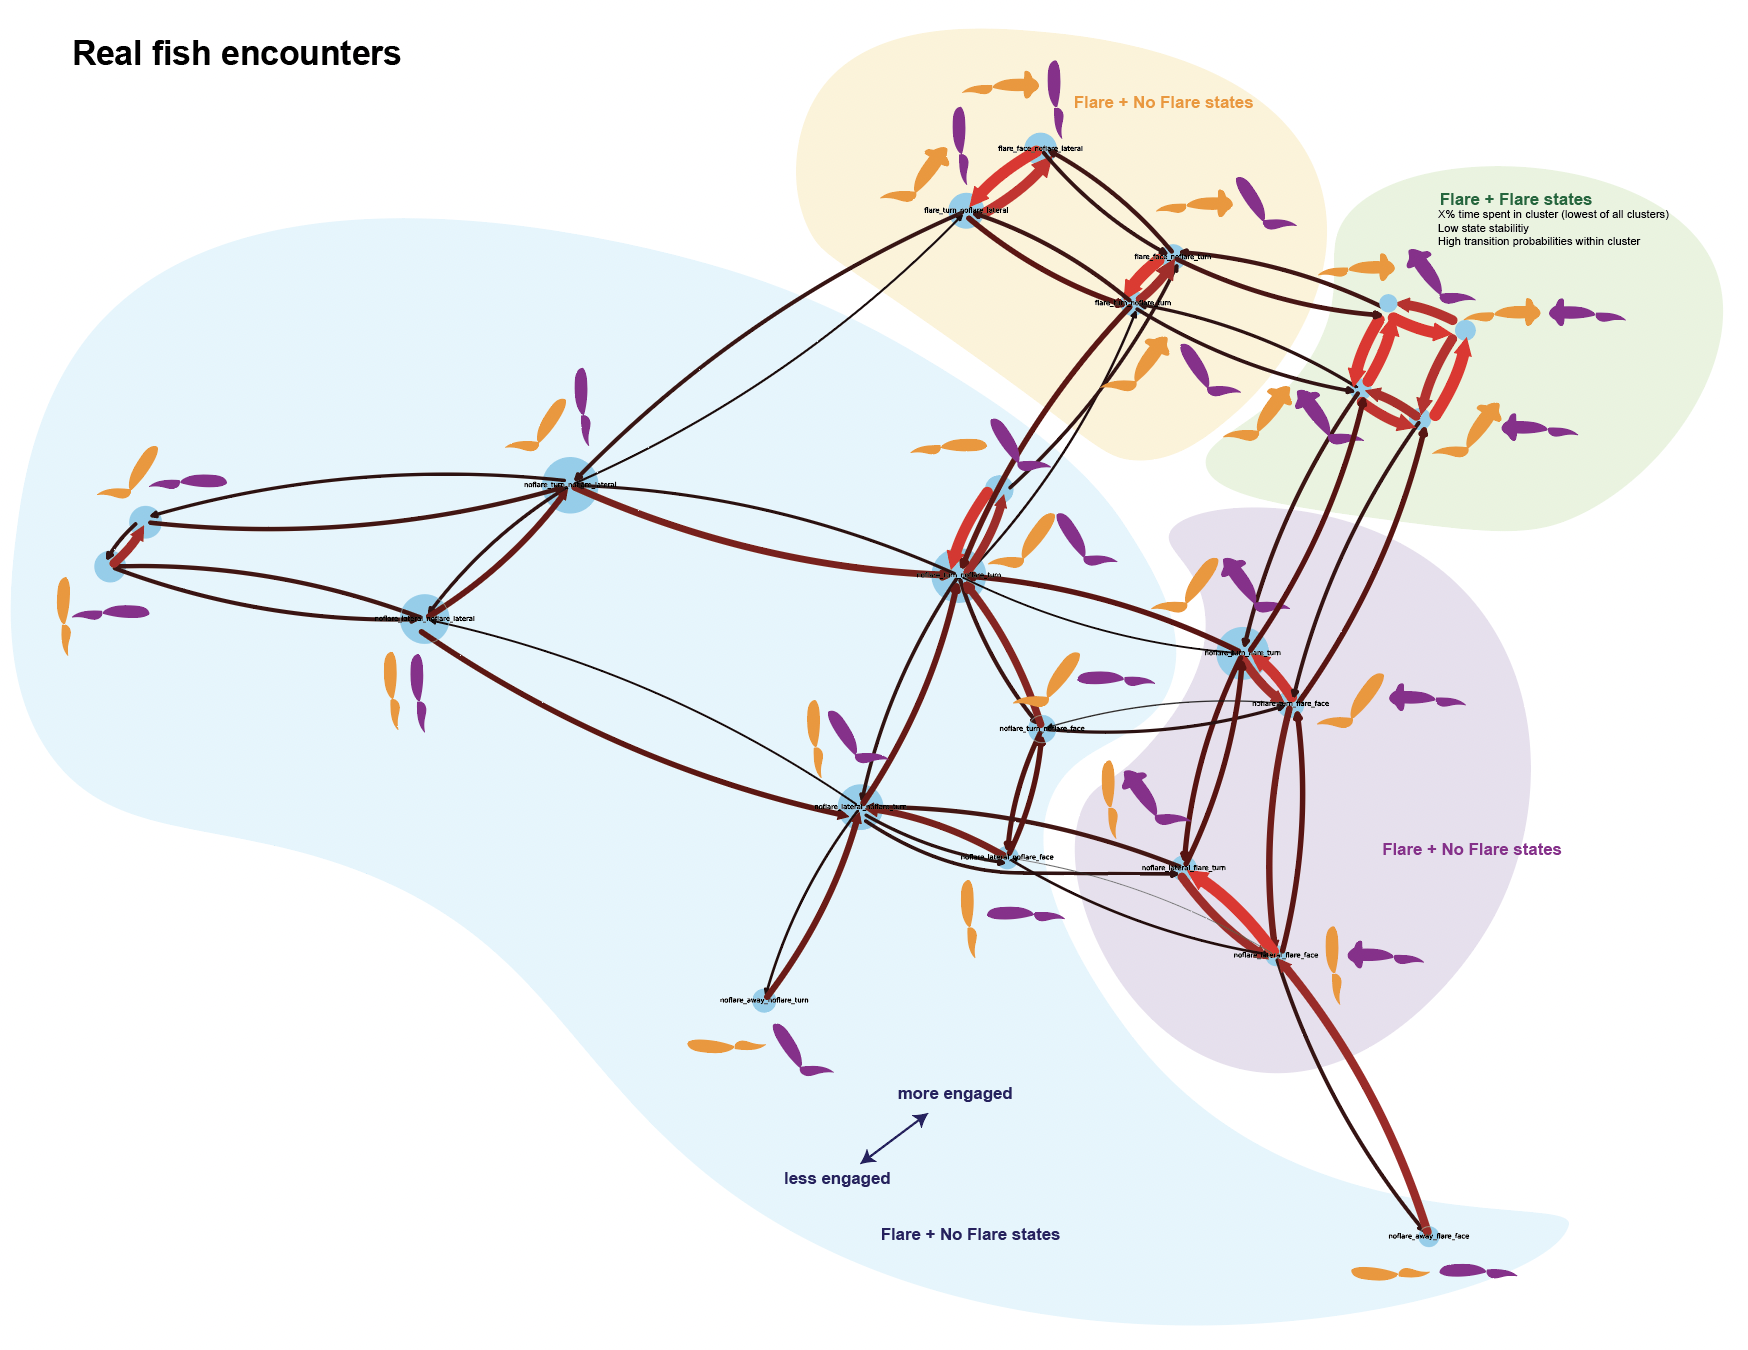 Real fish encounters
Flare + No Flare states
flare_face_noflare_lateral
flare_turn_noflare_lateral
flare_face_noflare_turn
flare_turn_noflare_turn
Flare + Flare states
X% time spent in cluster (lowest of all clusters)
Low state stabilitiy
High transition probabilities within cluster
noflare_turn_noflare_lateral
noflare_turn_noflare_turn
noflare_lateral_noflare_lateral
noflare_turn_flare_turn
noflare_turn_flare_face
noflare_turn_noflare_face
noflare_lateral_noflare_turn
noflare_lateral_noflare_face
noflare_lateral_flare_turn
Flare + No Flare states
noflare_lateral_flare_face
noflare_away_noflare_turn
more engaged
less engaged
Flare + No Flare states
noflare_away_flare_face